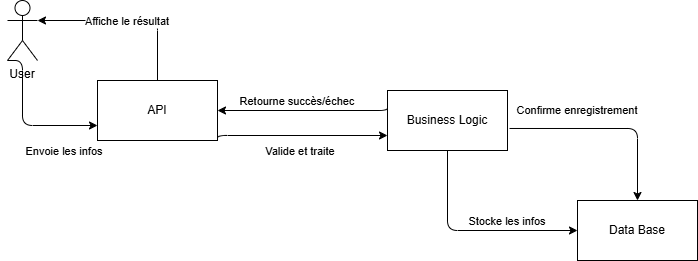 Affiche le résultat
User
API
Retourne succès/échec
Business Logic
Confirme enregistrement
Envoie les infos
Valide et traite
Stocke les infos
Data Base